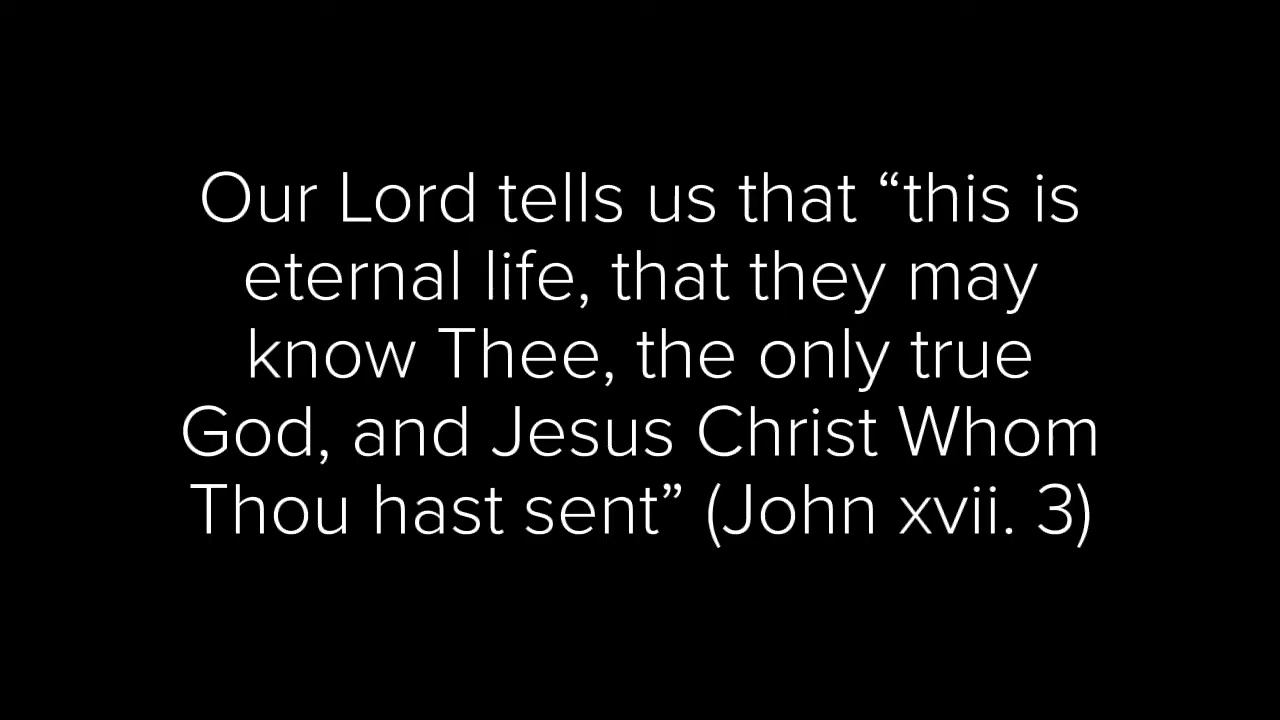 Our Lord tells us that “this is
eternal life, that they may
know Thee, the only true
God, and Jesus Christ Whom
Thou hast sent” (John xvii. 3)